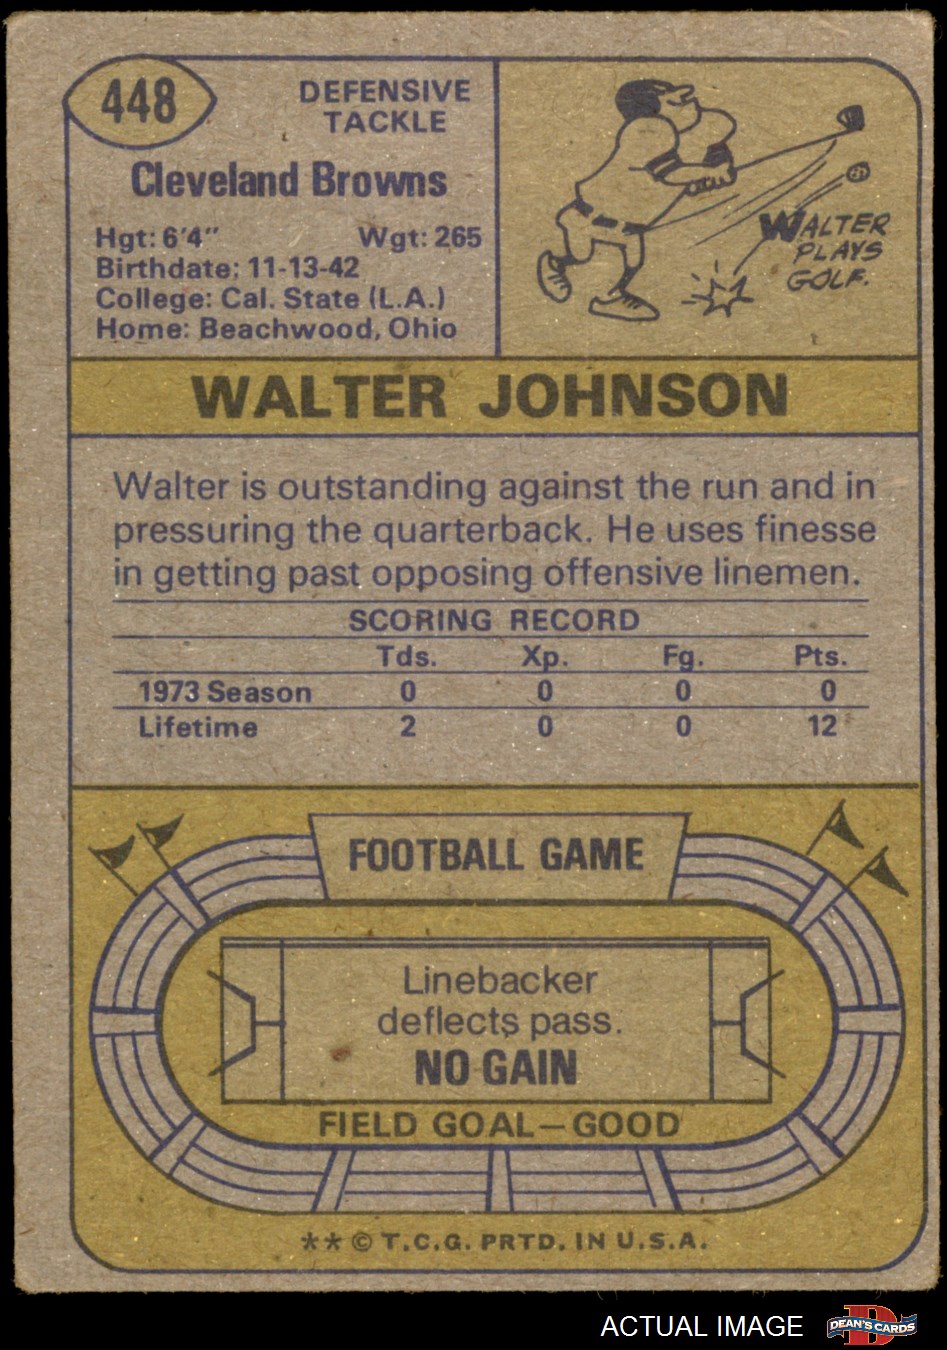 448
DEFENSIVE
TACKLE
Cleveland Browns
Hgt: 6'4" Wgt: 265
Birthdate: 11-13-42
College: Cal. State (L.A.)
Home: Beachwood, Ohio
WALTER
PLAYS
GOLF.
WALTER JOHNSON
Walter is outstanding against the run and in
pressuring the quarterback. He uses finesse
in getting past opposing offensive linemen.
SCORING RECORD
Tds. Xp. Fg. Pts.
1973 Season 0 0 0 0
Lifetime 2 0 0 12
FOOTBALL GAME
Linebacker
deflects pass.
NO GAIN
FIELD GOAL—GOOD
** © T.C.G. PRTD. IN U.S.A.
ACTUAL IMAGE
D
DEAN'S CARDS